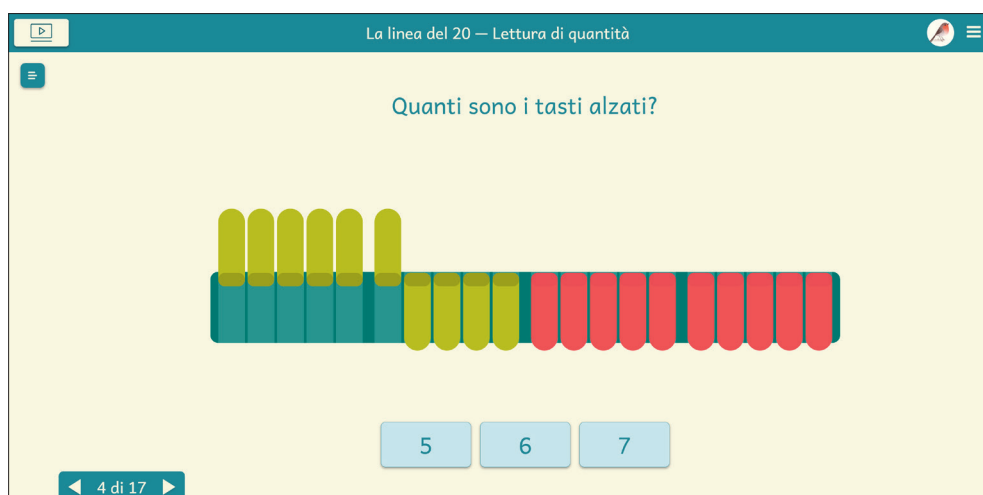 La linea del 20 — Lettura di quantità
Quanti sono i tasti alzati?
5 6 7
4 di 17